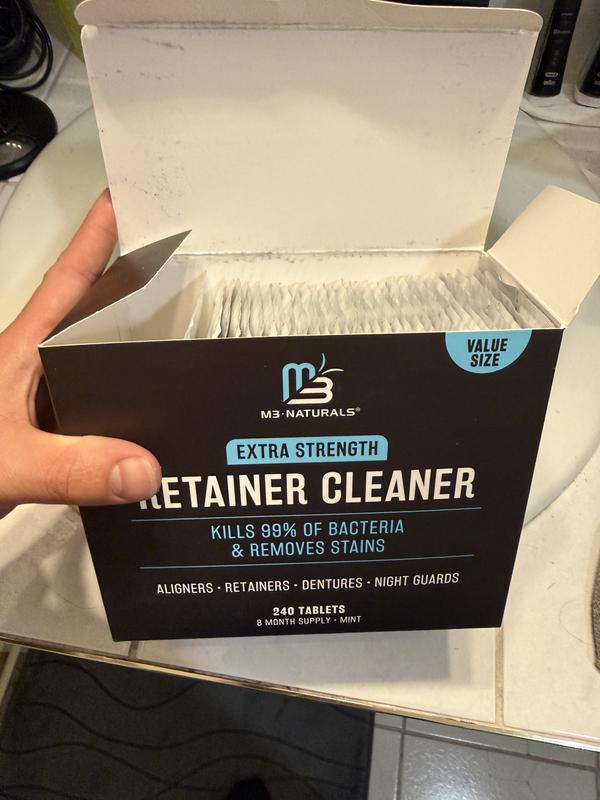 VALUE
SIZE
M3
M3·NATURALS®
EXTRA STRENGTH
RETAINER CLEANER
KILLS 99% OF BACTERIA
& REMOVES STAINS
ALIGNERS · RETAINERS · DENTURES · NIGHT GUARDS
240 TABLETS
8 MONTH SUPPLY · MINT